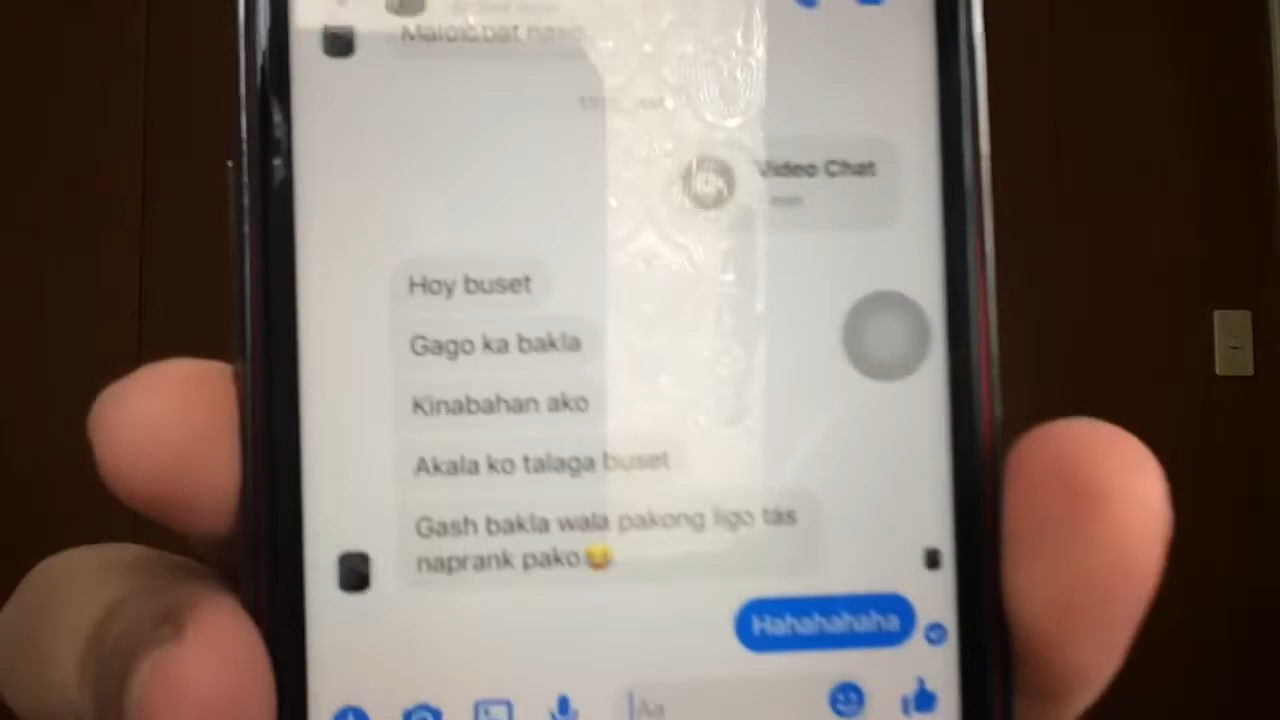 Video Chat
Hoy buset
Gago ka bakla
Kinabahan ako
Akala ko talaga buset
Gash bakla wala pakong ligo tas
naprank pako😂
Hahahahaha
Aa